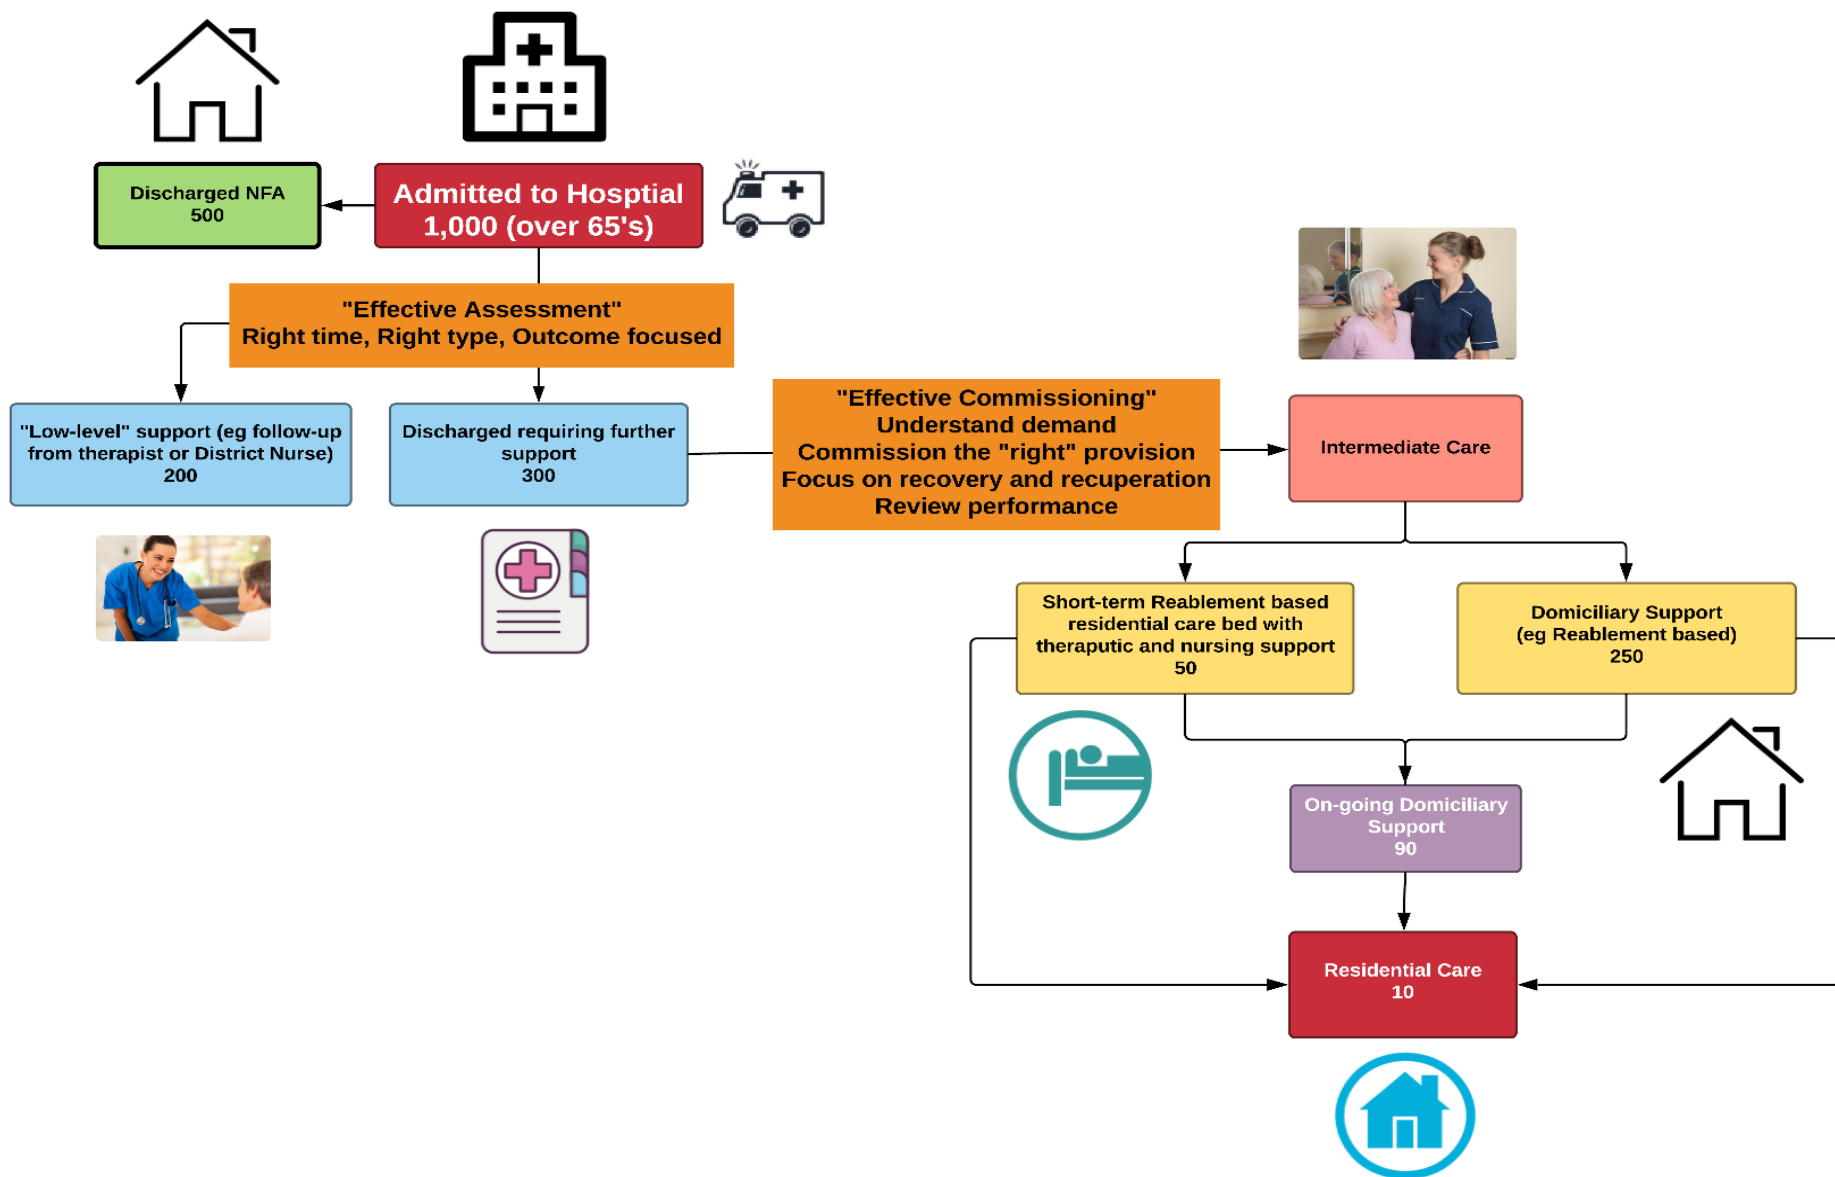 Discharged NFA
500
Admitted to Hosptial
1,000 (over 65's)
"Effective Assessment"
Right time, Right type, Outcome focused
"Low-level" support (eg follow-up
from therapist or District Nurse)
200
Discharged requiring further
support
300
"Effective Commissioning"
Understand demand
Commission the "right" provision
Focus on recovery and recuperation
Review performance
Intermediate Care
Short-term Reablement based
residential care bed with
theraputic and nursing support
50
Domiciliary Support
(eg Reablement based)
250
On-going Domiciliary
Support
90
Residential Care
10